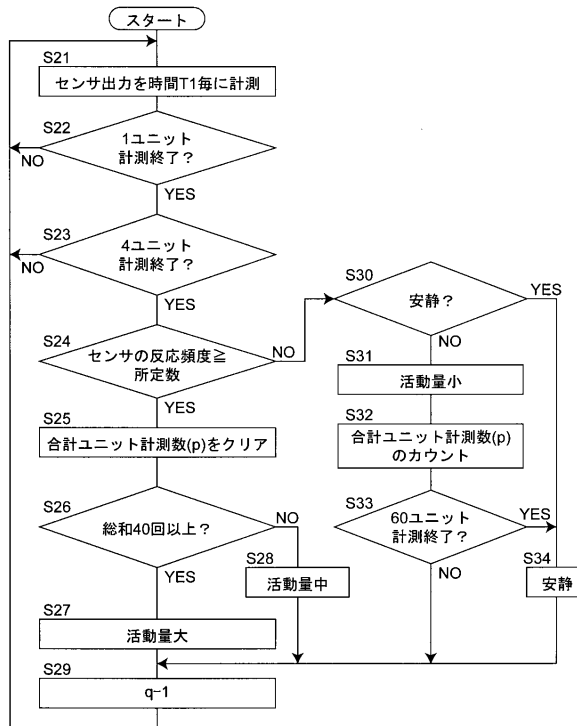 スタート
S21
センサ出力を時間T1毎に計測
S22
1ユニット
計測終了？
NO
YES
S23
4ユニット
計測終了？
NO
YES
S24
センサの反応頻度≧
所定数
NO
YES
S25
合計ユニット計測数(p)をクリア
S26
総和40回以上？
NO
YES
S28
活動量中
S27
活動量大
S29
q-1
S30
安静？
YES
NO
S31
活動量小
S32
合計ユニット計測数(p)
のカウント
S33
60ユニット
計測終了？
YES
NO
S34
安静